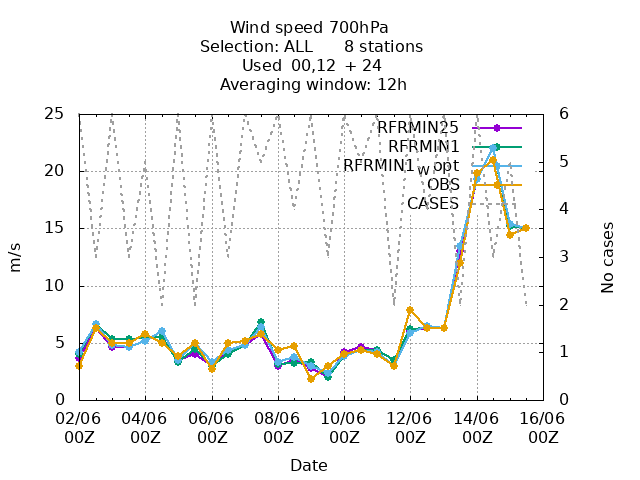 Wind speed 700hPa
Selection: ALL 8 stations
Used 00,12 + 24
Averaging window: 12h
25 6
RFRMIN25
RFRMIN1
20 5
RFRMIN1_w_opt
OBS
CASES
15 4
m/s
No cases
3
10
2
5
1
0 0
02/06 04/06 06/06 08/06 10/06 12/06 14/06 16/06
00Z 00Z 00Z 00Z 00Z 00Z 00Z 00Z
Date